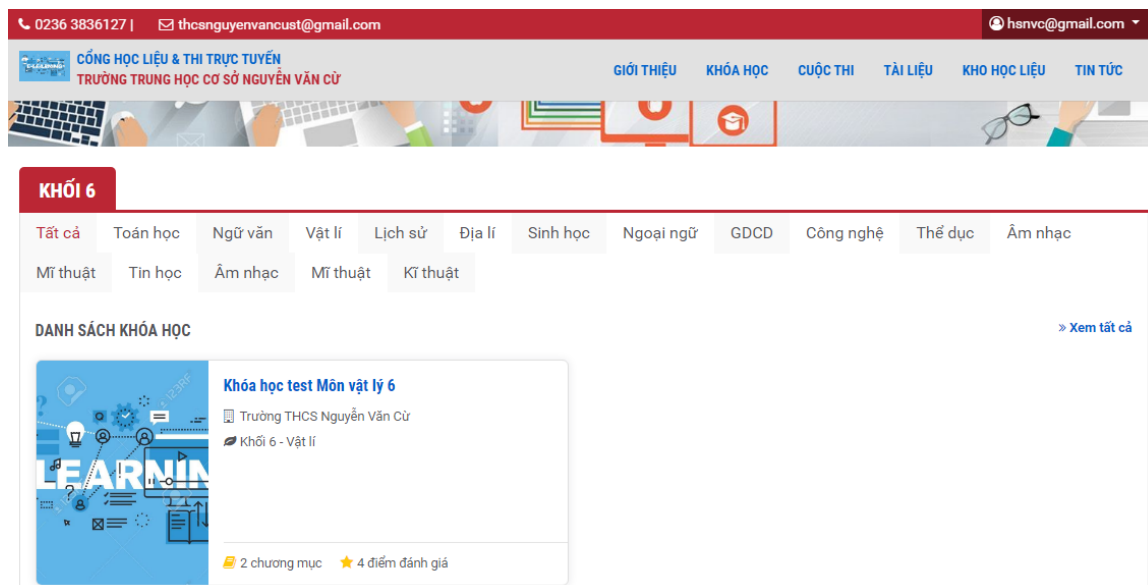 0236 3836127 | thcsnguyenvancust@gmail.com hsnvc@gmail.com
CỔNG HỌC LIỆU & THI TRỰC TUYẾN
TRƯỜNG TRUNG HỌC CƠ SỞ NGUYỄN VĂN CỪ
GIỚI THIỆU KHÓA HỌC CUỘC THI TÀI LIỆU KHO HỌC LIỆU TIN TỨC
KHỐI 6
Tất cả Toán học Ngữ văn Vật lí Lịch sử Địa lí Sinh học Ngoại ngữ GDCD Công nghệ Thể dục Âm nhạc
Mĩ thuật Tin học Âm nhạc Mĩ thuật Kĩ thuật
DANH SÁCH KHÓA HỌC » Xem tất cả
Khóa học test Môn vật lý 6
Trường THCS Nguyễn Văn Cừ
Khối 6 - Vật lí
LEARNIN
2 chương mục 4 điểm đánh giá